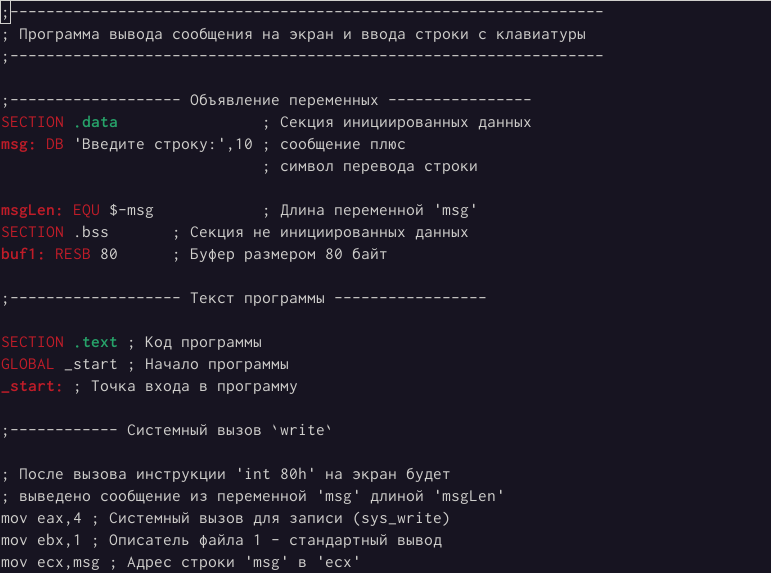 ;------------------------------------------------------------------
; Программа вывода сообщения на экран и ввода строки с клавиатуры
;------------------------------------------------------------------
;------------------- Объявление переменных ----------------
SECTION .data ; Секция инициированных данных
msg: DB 'Введите строку:',10 ; сообщение плюс
; символ перевода строки
msgLen: EQU $-msg ; Длина переменной 'msg'
SECTION .bss ; Секция не инициированных данных
buf1: RESB 80 ; Буфер размером 80 байт
;------------------- Текст программы -----------------
SECTION .text ; Код программы
GLOBAL _start ; Начало программы
_start: ; Точка входа в программу
;------------ Cистемный вызов `write`
; После вызова инструкции 'int 80h' на экран будет
; выведено сообщение из переменной 'msg' длиной 'msgLen'
mov eax,4 ; Системный вызов для записи (sys_write)
mov ebx,1 ; Описатель файла 1 - стандартный вывод
mov ecx,msg ; Адрес строки 'msg' в 'ecx'